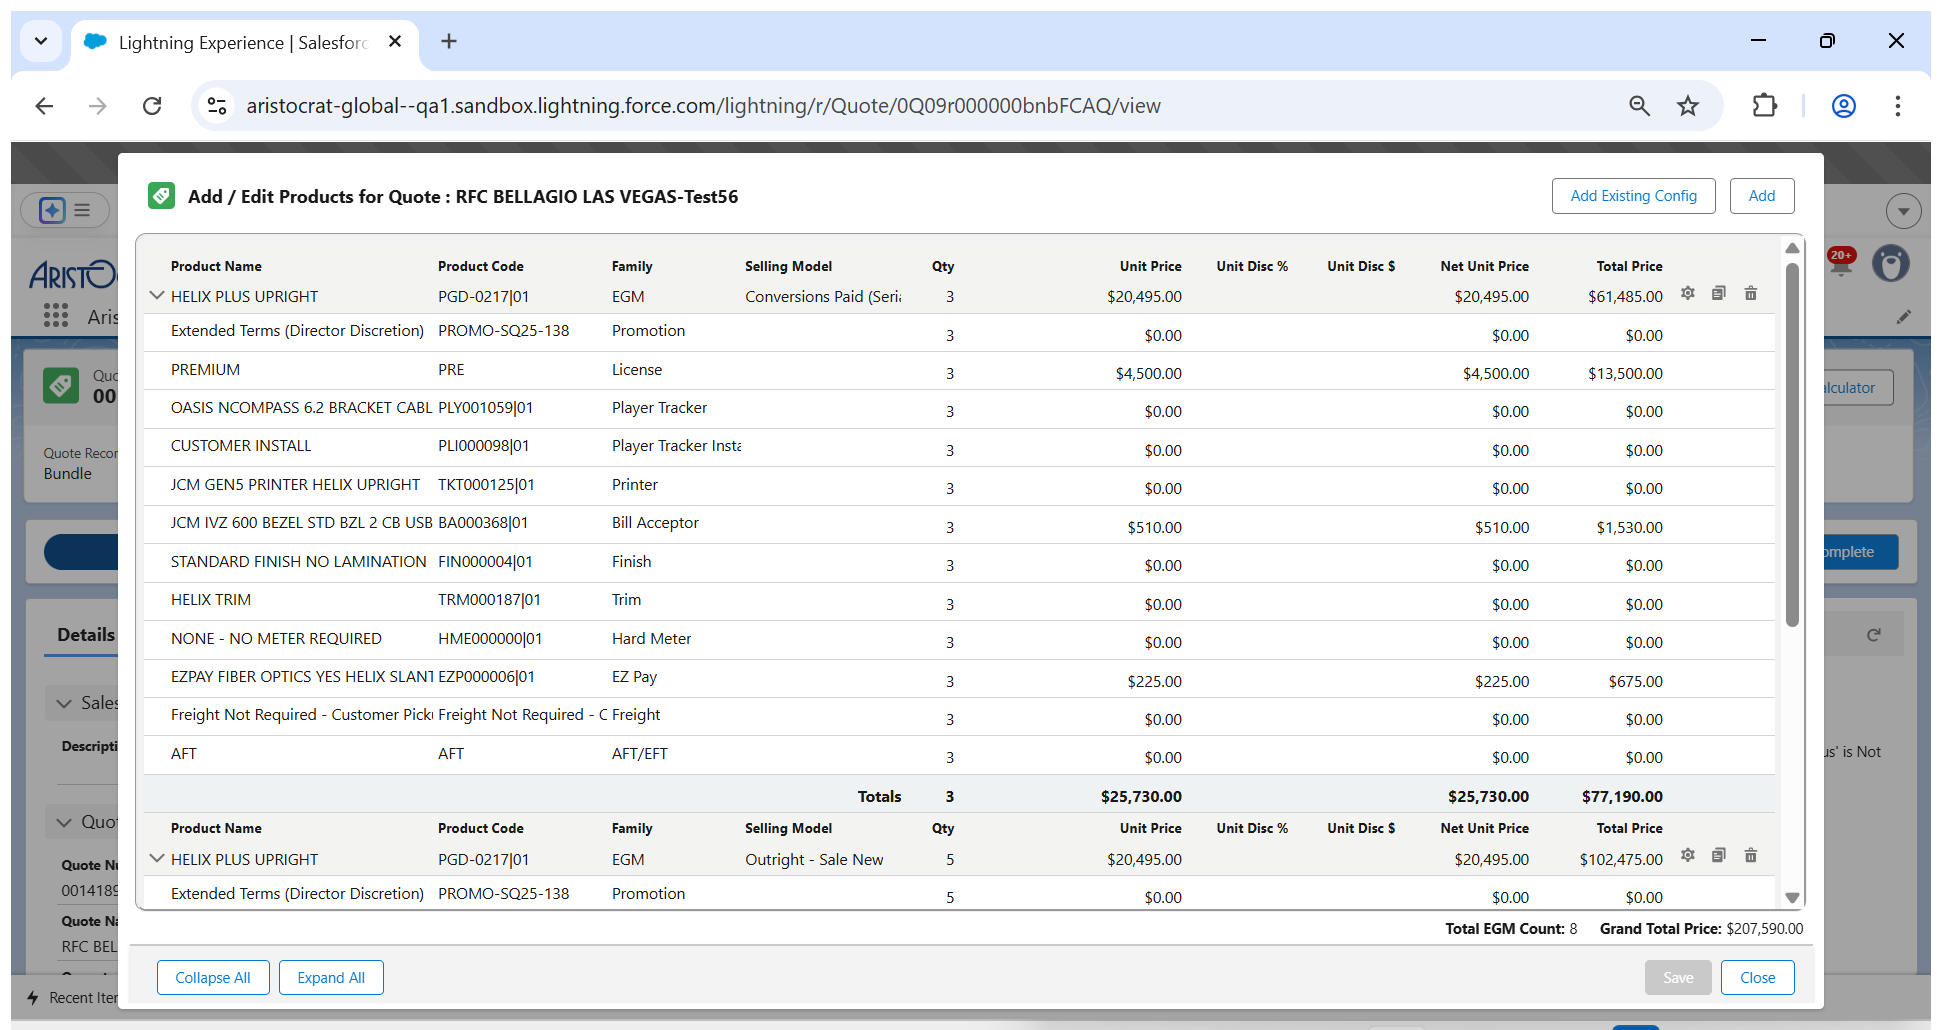 Lightning Experience | Salesforc
aristocrat-global--qa1.sandbox.lightning.force.com/lightning/r/Quote/0Q09r000000bnbFCAQ/view
Add / Edit Products for Quote : RFC BELLAGIO LAS VEGAS-Test56
Add Existing Config
Add
Product Name Product Code Family Selling Model Qty Unit Price Unit Disc % Unit Disc $ Net Unit Price Total Price
HELIX PLUS UPRIGHT PGD-0217|01 EGM Conversions Paid (Seri 3 $20,495.00 $20,495.00 $61,485.00
Extended Terms (Director Discretion) PROMO-SQ25-138 Promotion 3 $0.00 $0.00 $0.00
PREMIUM PRE License 3 $4,500.00 $4,500.00 $13,500.00
OASIS NCOMPASS 6.2 BRACKET CABL PLY001059|01 Player Tracker 3 $0.00 $0.00 $0.00
CUSTOMER INSTALL PLI000098|01 Player Tracker Insta 3 $0.00 $0.00 $0.00
JCM GEN5 PRINTER HELIX UPRIGHT TKT000125|01 Printer 3 $0.00 $0.00 $0.00
JCM IVZ 600 BEZEL STD BZL 2 CB USB BA000368|01 Bill Acceptor 3 $510.00 $510.00 $1,530.00
STANDARD FINISH NO LAMINATION FIN000004|01 Finish 3 $0.00 $0.00 $0.00
HELIX TRIM TRM000187|01 Trim 3 $0.00 $0.00 $0.00
NONE - NO METER REQUIRED HME000000|01 Hard Meter 3 $0.00 $0.00 $0.00
EZPAY FIBER OPTICS YES HELIX SLANT EZP000006|01 EZ Pay 3 $225.00 $225.00 $675.00
Freight Not Required - Customer Pick Freight Not Required - C Freight 3 $0.00 $0.00 $0.00
AFT AFT AFT/EFT 3 $0.00 $0.00 $0.00
Totals 3 $25,730.00 $25,730.00 $77,190.00
Product Name Product Code Family Selling Model Qty Unit Price Unit Disc % Unit Disc $ Net Unit Price Total Price
HELIX PLUS UPRIGHT PGD-0217|01 EGM Outright - Sale New 5 $20,495.00 $20,495.00 $102,475.00
Extended Terms (Director Discretion) PROMO-SQ25-138 Promotion 5 $0.00 $0.00 $0.00
Total EGM Count: 8 Grand Total Price: $207,590.00
Collapse All
Expand All
Save
Close
ARISTO
20+
Aris
Quo
00
alculator
Quote Recor
Bundle
omplete
Details
Sales
Descripti
us' is Not
Quot
Quote Nu
0014189
Quote Na
RFC BEL
Recent Iter